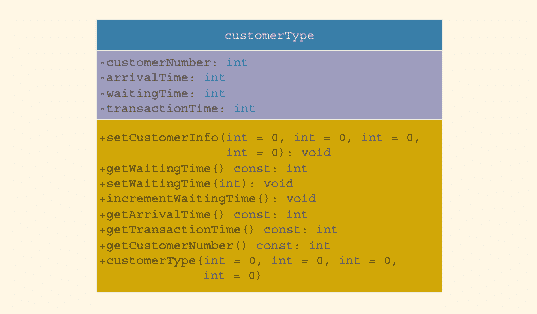 customerType
-customerNumber: int
-arrivalTime: int
-waitingTime: int
-transactionTime: int
+setCustomerInfo(int = 0, int = 0, int = 0,
int = 0): void
+getWaitingTime() const: int
+setWaitingTime(int): void
+incrementWaitingTime(): void
+getArrivalTime() const: int
+getTransactionTime() const: int
+getCustomerNumber() const: int
+customerType(int = 0, int = 0, int = 0,
int = 0)